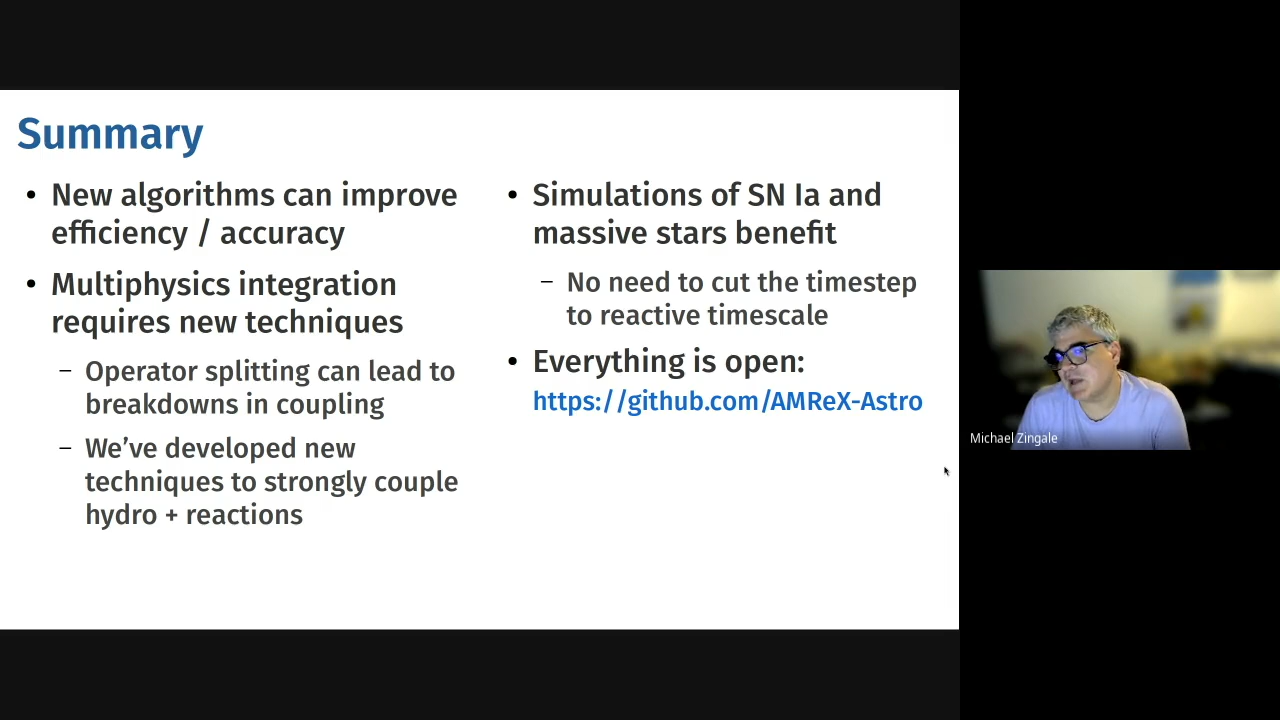 Summary
• New algorithms can improve
efficiency / accuracy
• Multiphysics integration
requires new techniques
– Operator splitting can lead to
breakdowns in coupling
– We’ve developed new
techniques to strongly couple
hydro + reactions
• Simulations of SN Ia and
massive stars benefit
– No need to cut the timestep
to reactive timescale
• Everything is open:
https://github.com/AMReX-Astro
Michael Zingale